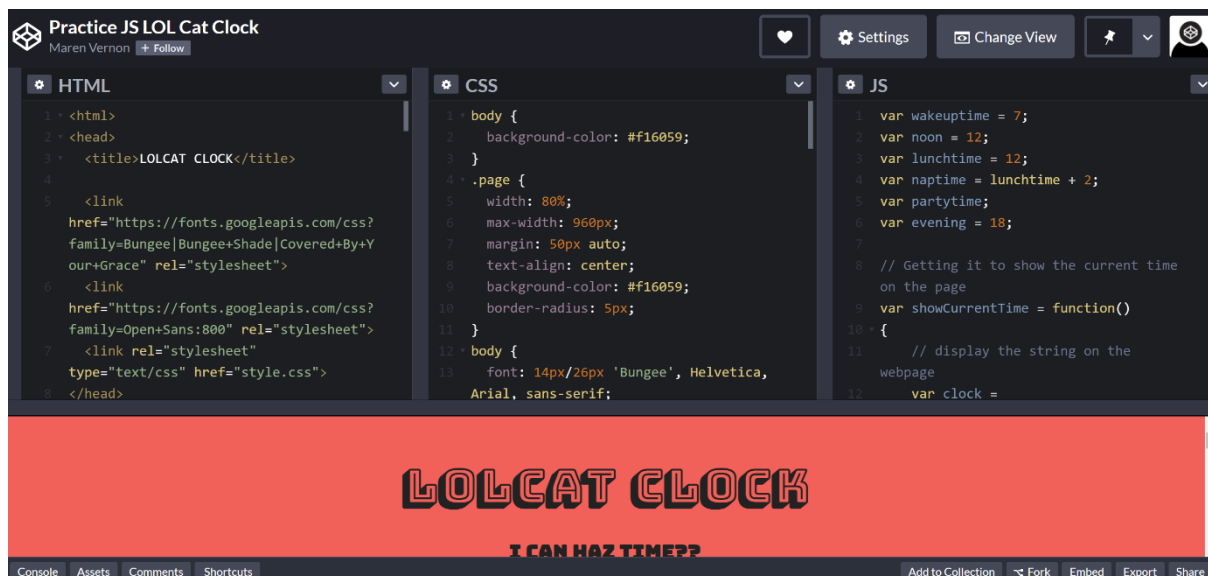 Practice JS LOL Cat Clock
Maren Vernon + Follow
Settings
Change View
HTML
1 <html>
2 <head>
3 <title>LOLCAT CLOCK</title>
4
5 <link
href="https://fonts.googleapis.com/css?
family=Bungee|Bungee+Shade|Covered+By+Y
our+Grace" rel="stylesheet">
6 <link
href="https://fonts.googleapis.com/css?
family=Open+Sans:800" rel="stylesheet">
7 <link rel="stylesheet"
type="text/css" href="style.css">
8 </head>
CSS
1 body {
2 background-color: #f16059;
3 }
4 .page {
5 width: 80%;
6 max-width: 960px;
7 margin: 50px auto;
8 text-align: center;
9 background-color: #f16059;
10 border-radius: 5px;
11 }
12 body {
13 font: 14px/26px 'Bungee', Helvetica,
Arial, sans-serif;
JS
1 var wakeuptime = 7;
2 var noon = 12;
3 var lunchtime = 12;
4 var naptime = lunchtime + 2;
5 var partytime;
6 var evening = 18;
7
8 // Getting it to show the current time
on the page
9 var showCurrentTime = function()
10 {
11 // display the string on the
webpage
12 var clock =
LOLCAT CLOCK
I CAN HAZ TIME??
Console Assets Comments Shortcuts
Add to Collection Fork Embed Export Share